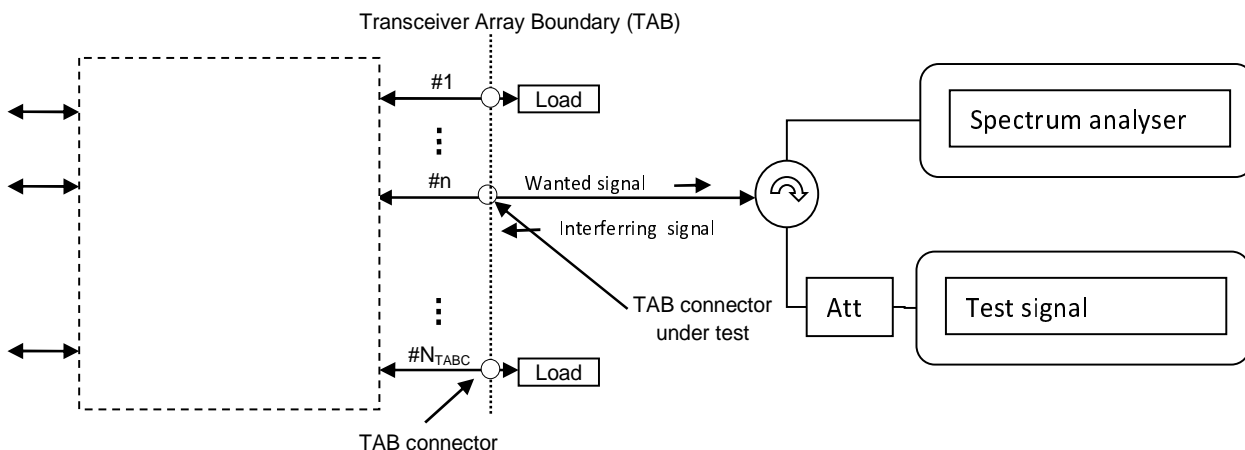 Transceiver Array Boundary (TAB)
#1
Load
Spectrum analyser
#n
Wanted signal
Interferring signal
TAB connector
under test
Att
Test signal
#NTABC
Load
TAB connector